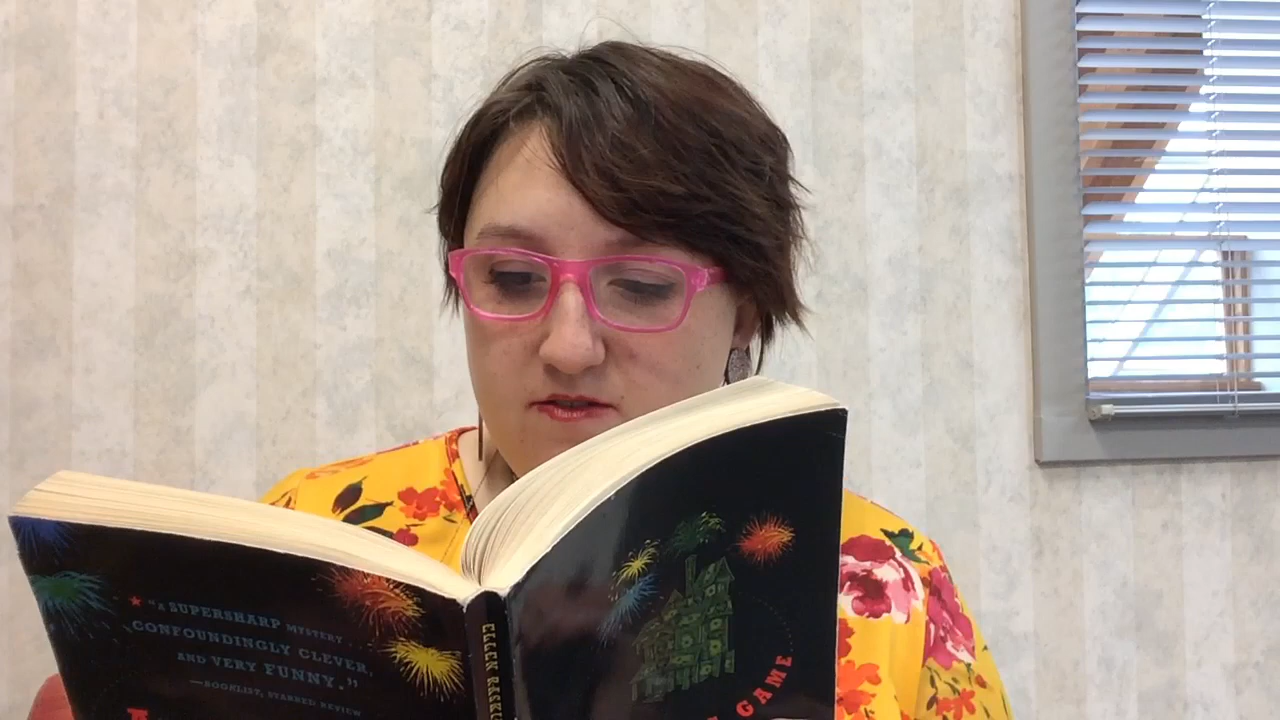 ★ "A SUPERSHARP MYSTERY...
CONFOUNDINGLY CLEVER,
AND VERY FUNNY."
—BOOKLIST, STARRED REVIEW
ELLEN RASKI
GAME